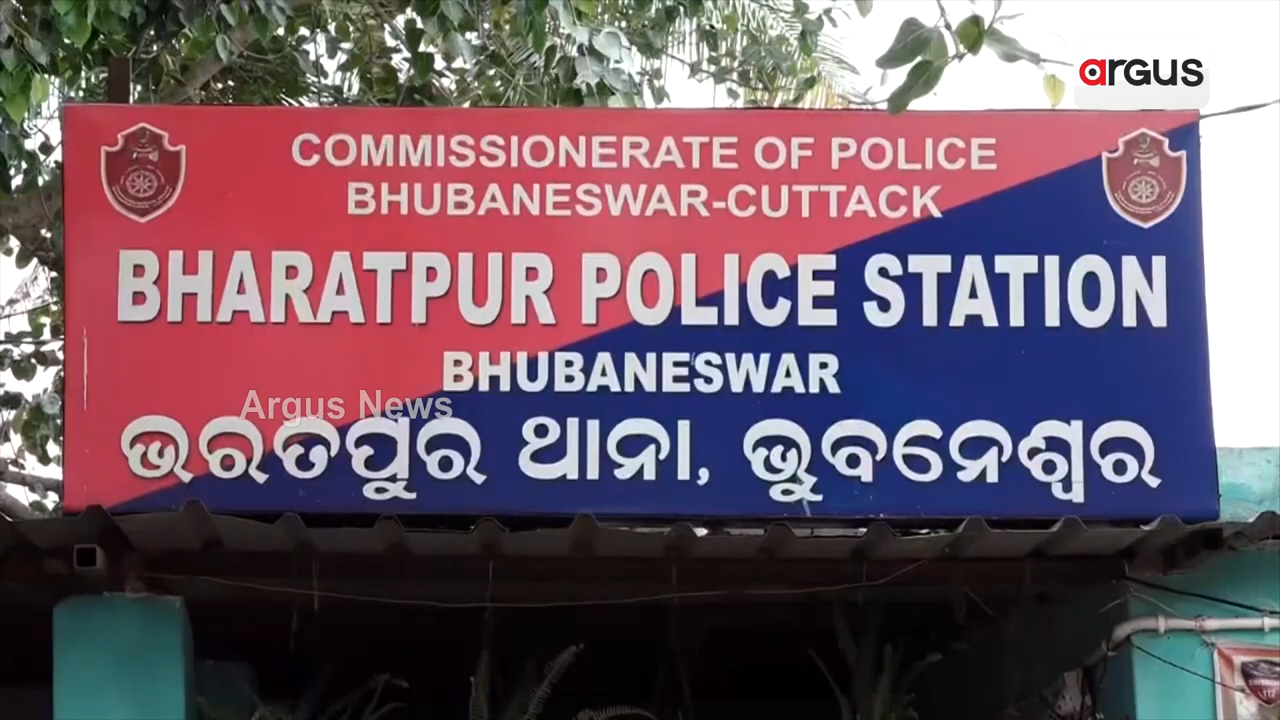 argus
COMMISSIONERATE OF POLICE
BHUBANESWAR-CUTTACK
BHARATPUR POLICE STATION
BHUBANESWAR
Argus News
ଭରତପୁର ଥାନା, ଭୁବନେଶ୍ୱର